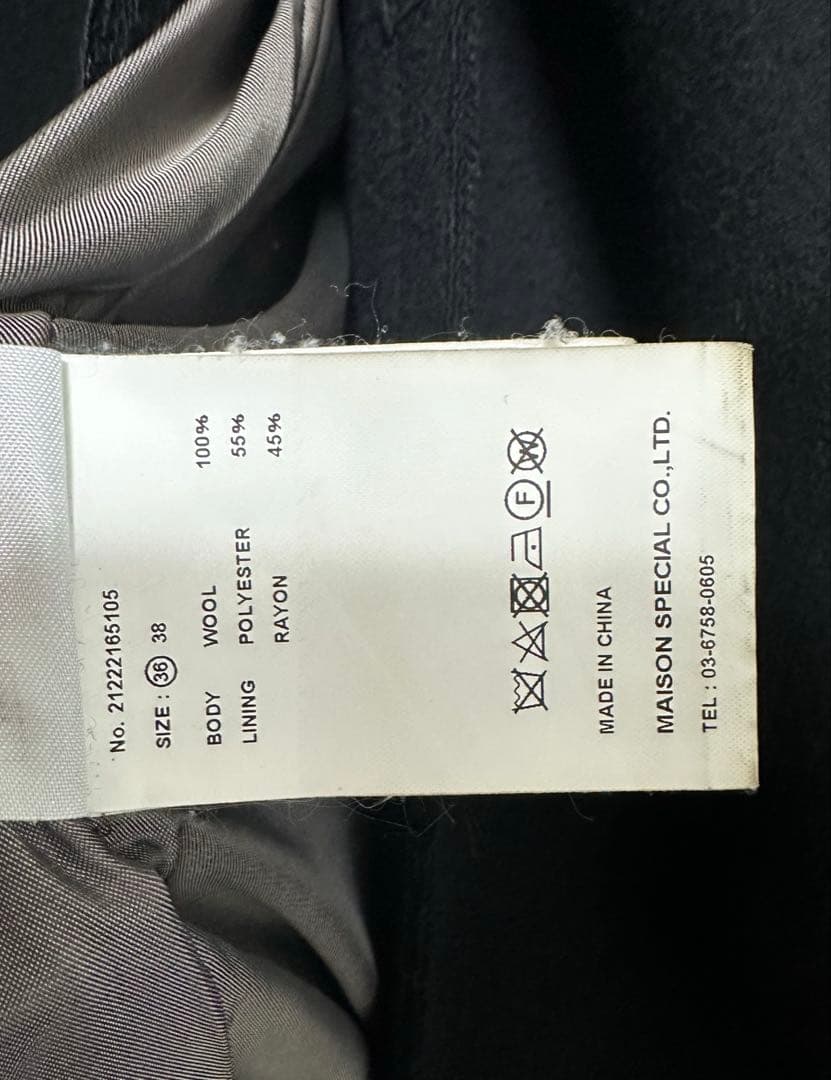 No. 21222165105
SIZE : 36 38
BODY WOOL 100%
LINING POLYESTER 55%
RAYON 45%
F W
MADE IN CHINA
MAISON SPECIAL CO.,LTD.
TEL : 03-6758-0605